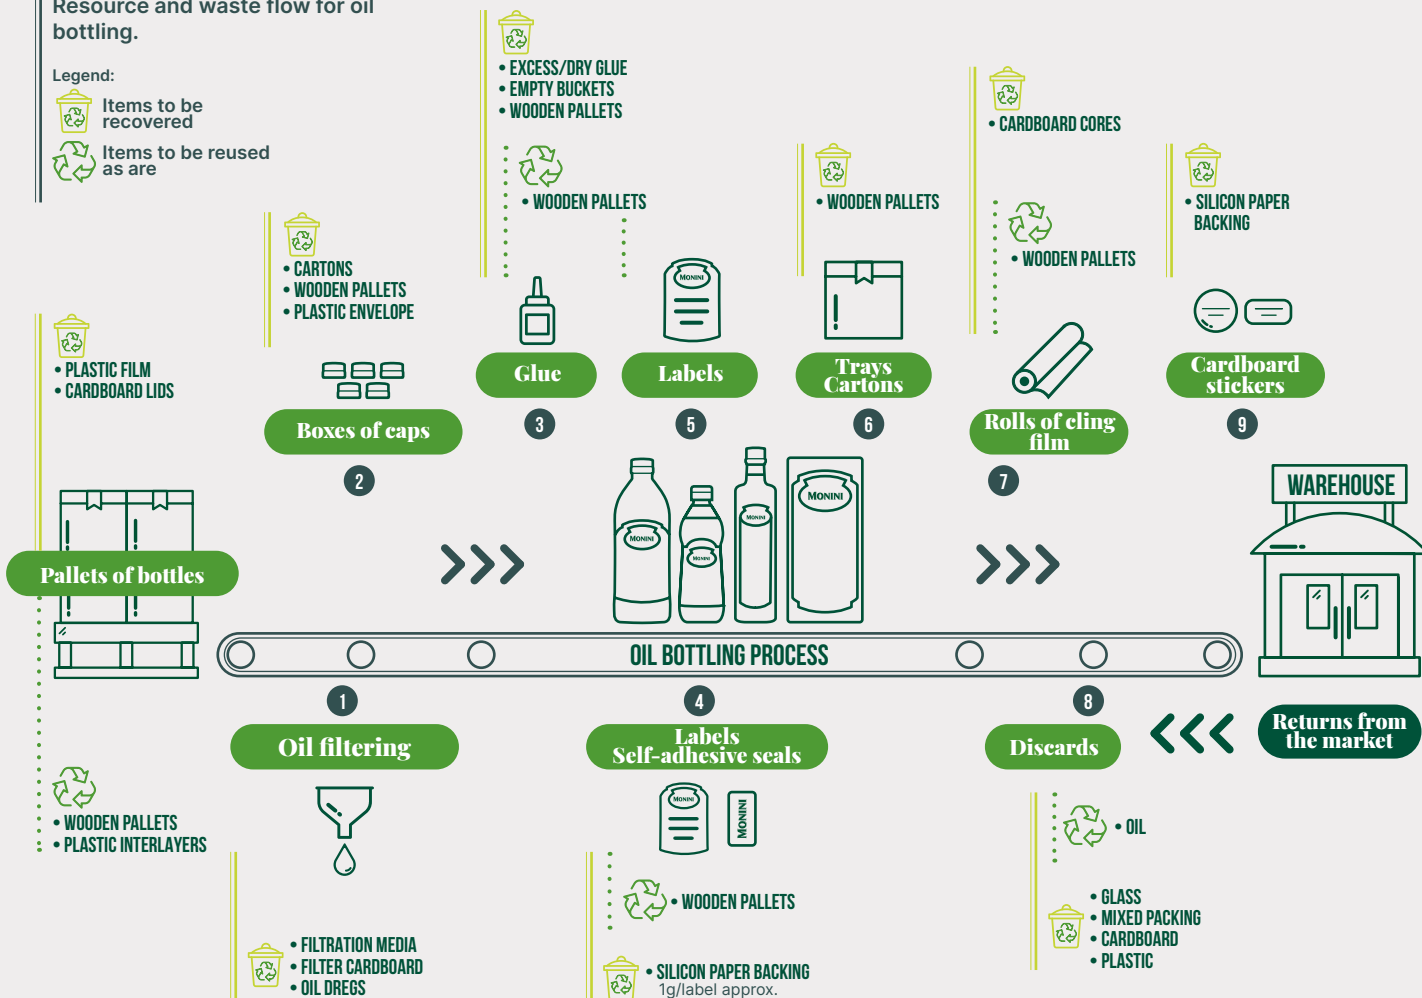 Resource and waste flow for oil
bottling.
Legend:
Items to be
recovered
Items to be reused
as are
• PLASTIC FILM
• CARDBOARD LIDS
Pallets of bottles
• WOODEN PALLETS
• PLASTIC INTERLAYERS
• CARTONS
• WOODEN PALLETS
• PLASTIC ENVELOPE
Boxes of caps
2
• EXCESS/DRY GLUE
• EMPTY BUCKETS
• WOODEN PALLETS
• WOODEN PALLETS
Glue
3
MONINI
Labels
5
• WOODEN PALLETS
Trays
Cartons
6
• CARDBOARD CORES
• WOODEN PALLETS
Rolls of cling
film
7
• SILICON PAPER
BACKING
Cardboard
stickers
9
MONINI
MONINI
MONINI
MONINI
WAREHOUSE
OIL BOTTLING PROCESS
1
Oil filtering
• FILTRATION MEDIA
• FILTER CARDBOARD
• OIL DREGS
4
Labels
Self-adhesive seals
MONINI
MONINI
• WOODEN PALLETS
• SILICON PAPER BACKING
1g/label approx.
8
Discards
Returns from
the market
• OIL
• GLASS
• MIXED PACKING
• CARDBOARD
• PLASTIC